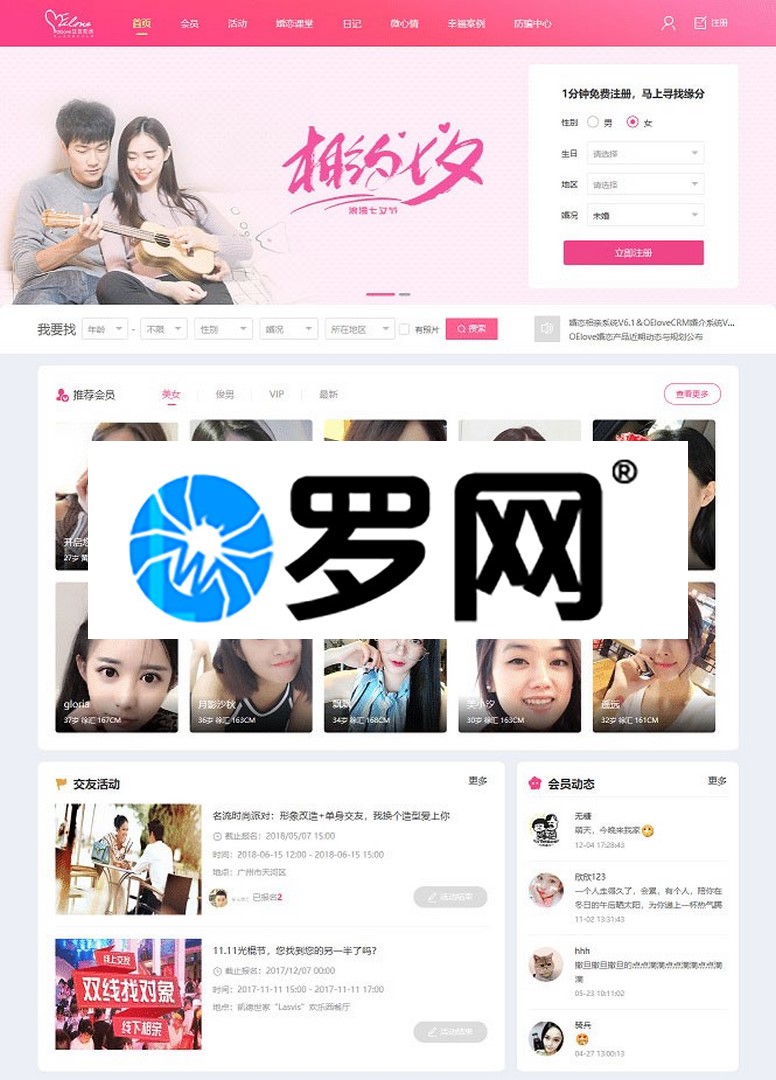 OElove
首页 会员 活动 婚恋课堂 日记 微心情 幸福案例 防骗中心 注册
1分钟免费注册，马上寻找缘分
性别 男 女
生日 请选择
地区 请选择
婚况 未婚
立即注册
相约七夕
浪漫七夕节
我要找 年龄 - 不限 性别 婚况 所在地区 有照片 搜索
婚恋相亲系统V6.1&OEloveCRM婚介系统V...
OElove婚恋产品近期动态与规划公布
推荐会员 美女 俊男 VIP 最新 查看更多
罗网®
gloria
37岁 徐汇 167CM
月影沙秋
36岁 徐汇 163CM
飘飘
34岁 徐汇 168CM
美小汐
30岁 徐汇 163CM
遥远
32岁 徐汇 161CM
交友活动 更多
名流时尚派对：形象改造+单身交友，我换个造型爱上你
截止报名：2018/05/07 15:00
时间：2018-06-15 12:00 - 2018-06-15 15:00
地点：广州市天河区
已报名2
活动结束
线上交友
双线找对象
线下相亲
11.11光棍节，您找到您的另一半了吗？
截止报名：2017/12/07 00:00
时间：2017-11-11 15:00 - 2017-11-11 17:00
地点：凯德世家“Lasvis”欢乐西餐厅
活动结束
会员动态 更多
无糖
萌天，今晚来我家
12-04 17:28:43
欣欣123
一个人走得久了，会累，有个人，陪你在
冬日的午后晒太阳，为你递上一杯热气腾
11-02 13:31:43
hhh
撒旦撒旦撒旦的点点滴滴点点滴滴点点滴
滴
05-23 10:11:02
骑兵
04-27 13:00:13